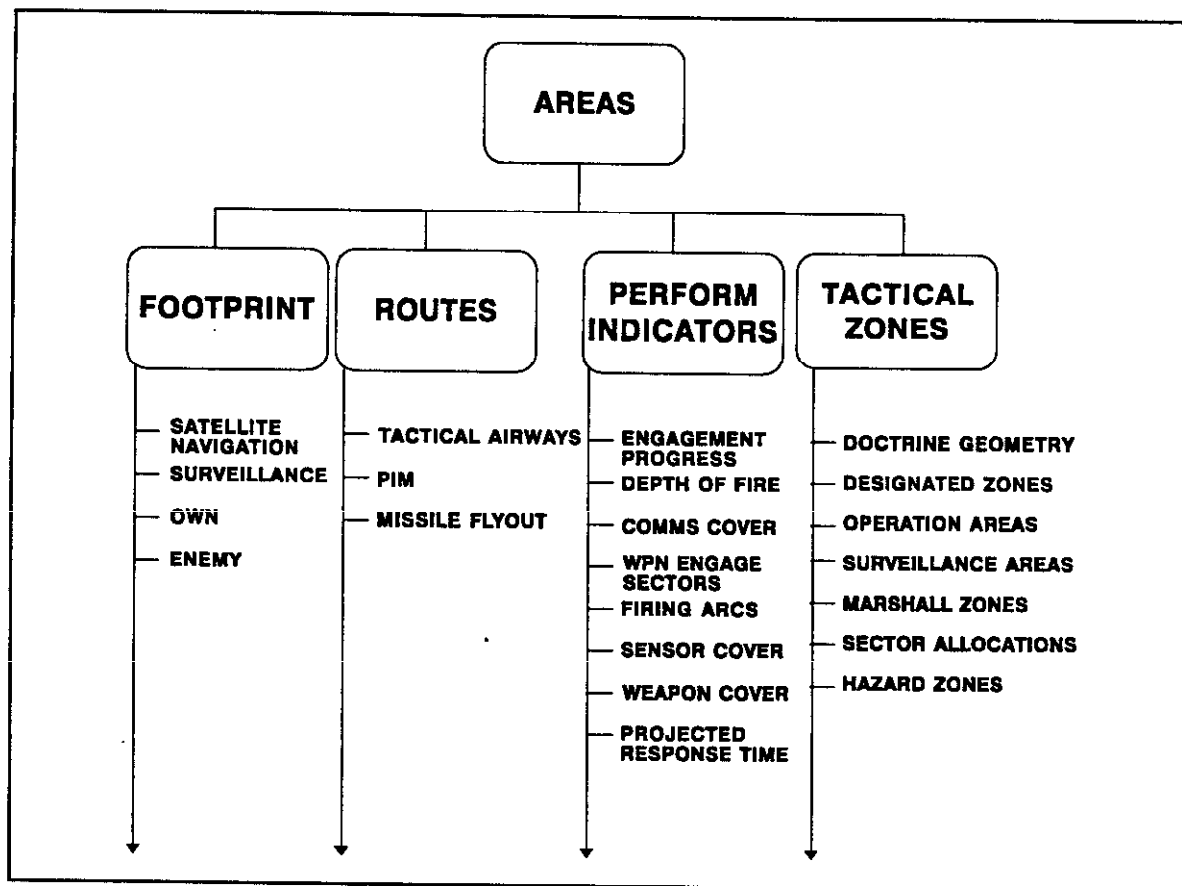 AREAS
FOOTPRINT
ROUTES
PERFORM
INDICATORS
TACTICAL
ZONES
SATELLITE
NAVIGATION
SURVEILLANCE
OWN
ENEMY
TACTICAL AIRWAYS
PIM
MISSILE FLYOUT
ENGAGEMENT
PROGRESS
DEPTH OF FIRE
COMMS COVER
WPN ENGAGE
SECTORS
FIRING ARCS
SENSOR COVER
WEAPON COVER
PROJECTED
RESPONSE TIME
DOCTRINE GEOMETRY
DESIGNATED ZONES
OPERATION AREAS
SURVEILLANCE AREAS
MARSHALL ZONES
SECTOR ALLOCATIONS
HAZARD ZONES